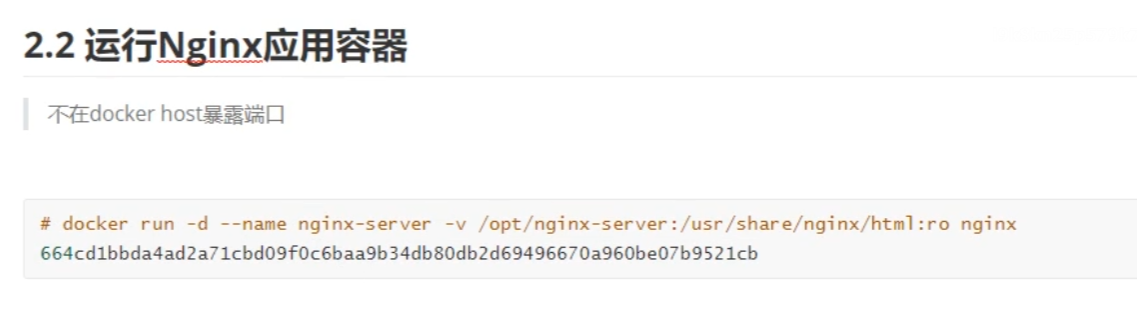 2.2 运行Nginx应用容器
不在docker host暴露端口
# docker run -d --name nginx-server -v /opt/nginx-server:/usr/share/nginx/html:ro nginx
664cd1bbda4ad2a71cbd09f0c6baa9b34db80db2d69496670a960be07b9521cb